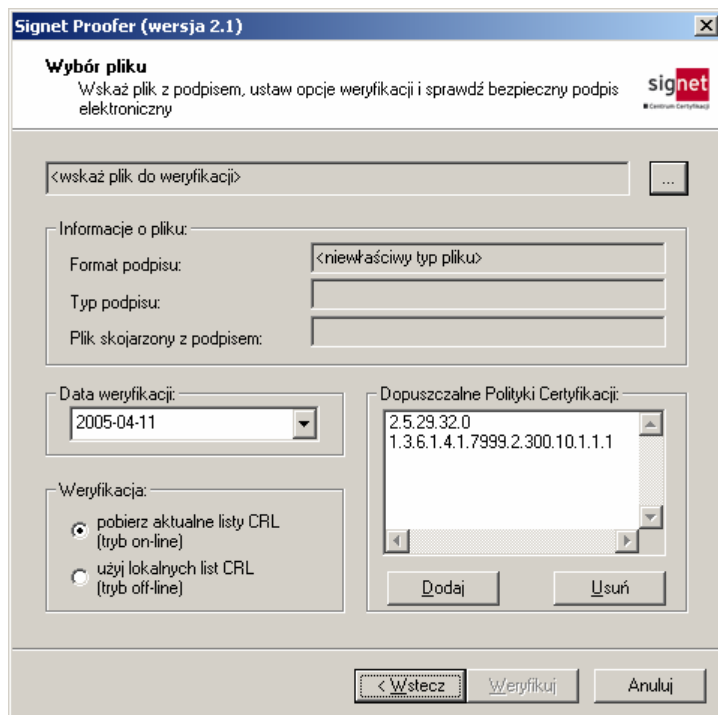 Signet Proofer (wersja 2.1)
Wybór pliku
Wskaż plik z podpisem, ustaw opcje weryfikacji i sprawdź bezpieczny podpis
elektroniczny
signet
Centrum Certyfikacji
<wskaż plik do weryfikacji>
...
Informacje o pliku:
Format podpisu:
<niewłaściwy typ pliku>
Typ podpisu:
Plik skojarzony z podpisem:
Data weryfikacji:
2005-04-11
Dopuszczalne Polityki Certyfikacji:
2.5.29.32.0
1.3.6.1.4.1.7999.2.300.10.1.1.1
Weryfikacja:
pobierz aktualne listy CRL
(tryb on-line)
użyj lokalnych list CRL
(tryb off-line)
Dodaj
Usuń
< Wstecz
Weryfikuj
Anuluj